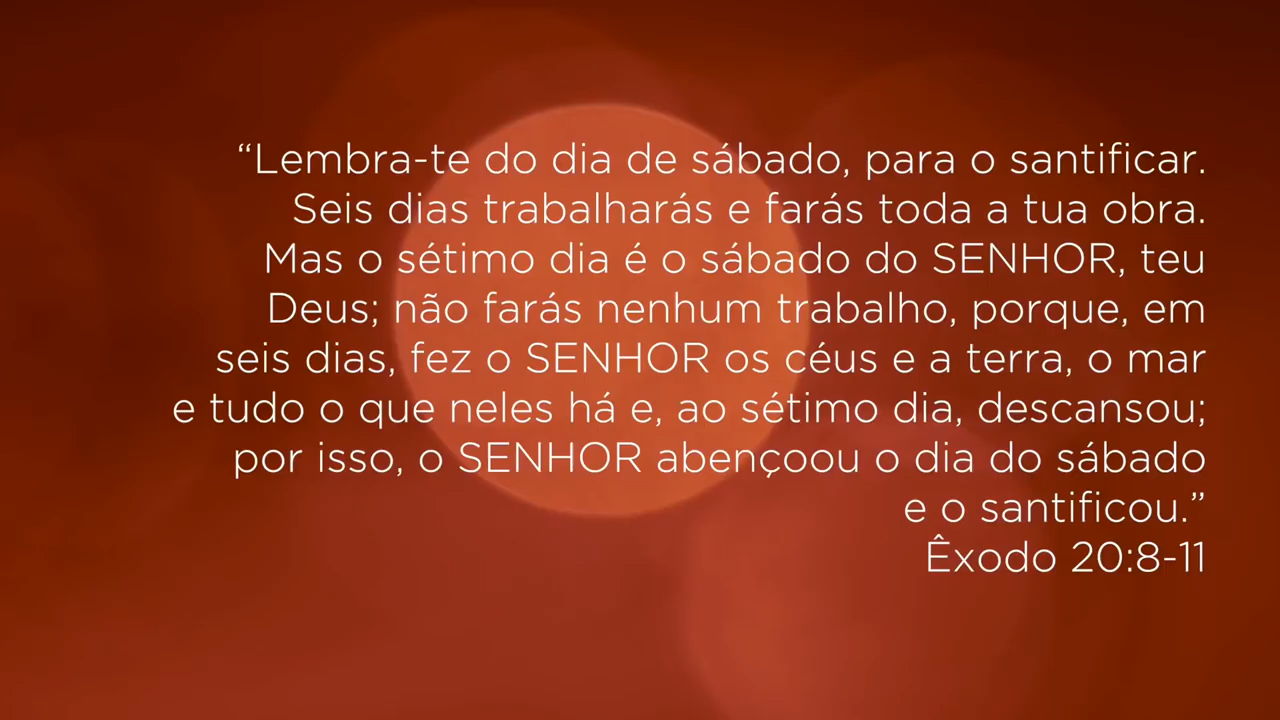 “Lembra-te do dia de sábado, para o santificar.
Seis dias trabalharás e farás toda a tua obra.
Mas o sétimo dia é o sábado do SENHOR, teu
Deus; não farás nenhum trabalho, porque, em
seis dias, fez o SENHOR os céus e a terra, o mar
e tudo o que neles há e, ao sétimo dia, descansou;
por isso, o SENHOR abençoou o dia do sábado
e o santificou.”
Êxodo 20:8-11